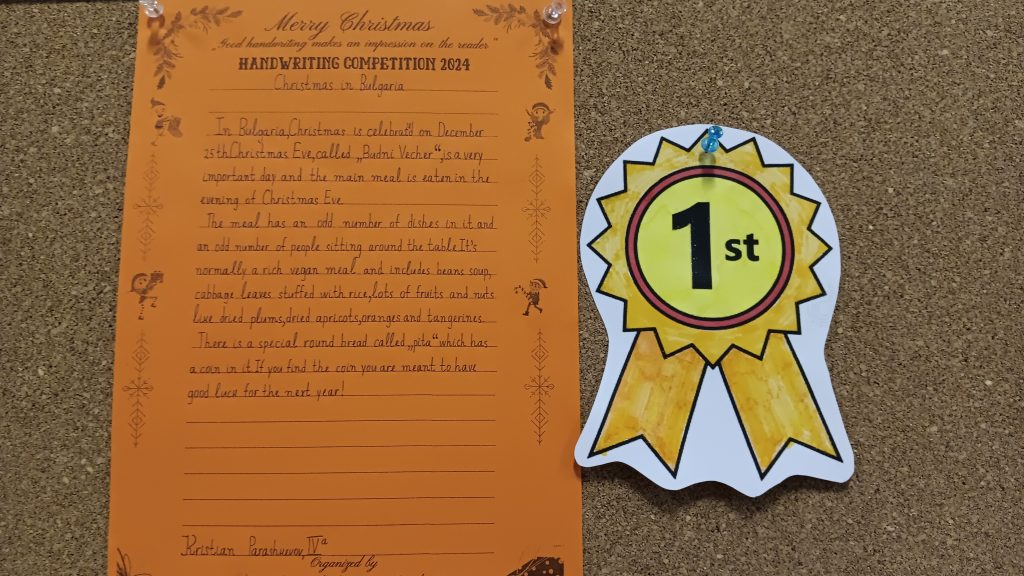 Merry Christmas
"Good handwriting makes an impression on the reader"
HANDWRITING COMPETITION 2024
Christmas in Bulgaria
In Bulgaria,Christmas is celebrat'd on December
25th.Christmas Eve,called „Budni Vecher“,is a very
important day and the main meal is eaten in the
evening of Christmas Eve.
The meal has an odd number of dishes in it and
an odd number of people sitting around the table.It's
normally a rich vegan meal and includes beans soup,
cabbage leaves stuffed with rice,lots of fruits and nuts
like dried plums,dried apricots,oranges and tangerines.
There is a special round bread called „pita“ which has
a coin in it.If you find the coin you are meant to have
good luck for the next year!
Kristian IVa
Organized by
1st